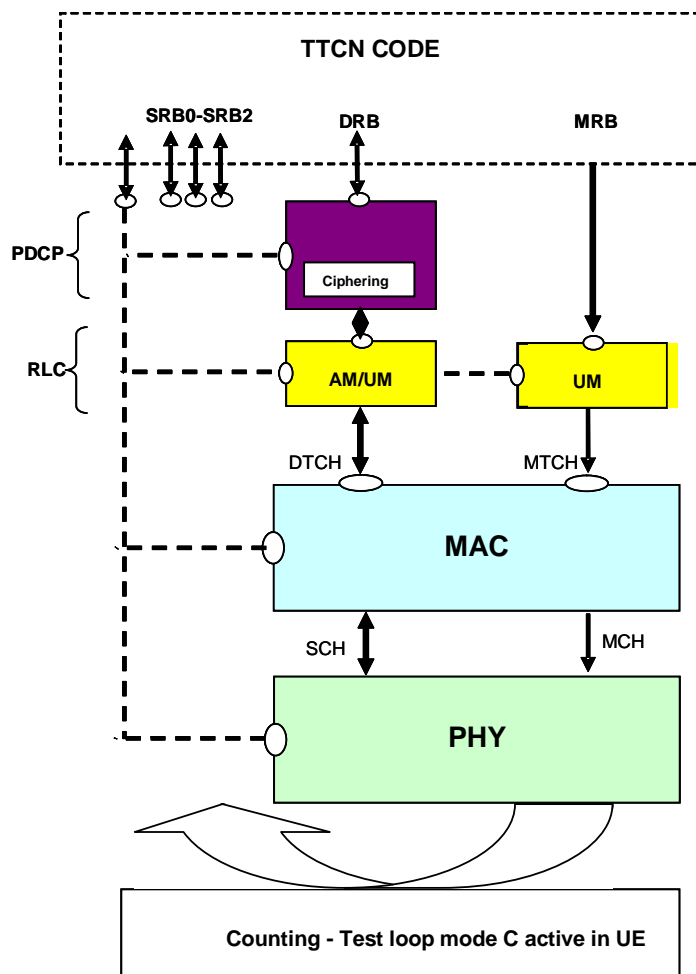 TTCN CODE
SRB0-SRB2
DRB
MRB
PDCP
Ciphering
RLC
AM/UM
UM
DTCH
MTCH
MAC
SCH
MCH
PHY
Counting - Test loop mode C active in UE